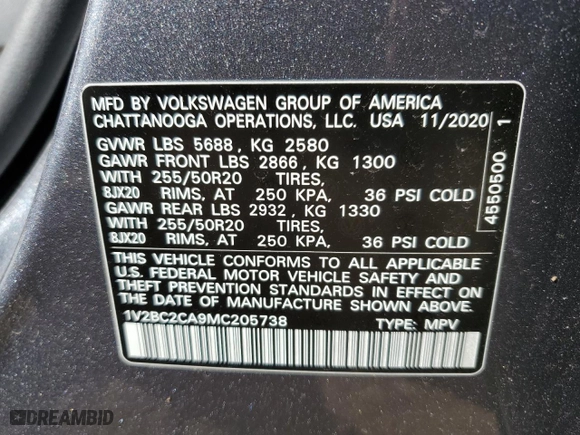 MFD BY VOLKSWAGEN GROUP OF AMERICA
CHATTANOOGA OPERATIONS, LLC. USA 11/2020
GVWR LBS 5688, KG 2580
GAWR FRONT LBS 2866, KG 1300
WITH 255/50R20 TIRES,
8JX20 RIMS, AT 250 KPA, 36 PSI COLD
GAWR REAR LBS 2932, KG 1330
WITH 255/50R20 TIRES,
8JX20 RIMS, AT 250 KPA, 36 PSI COLD
THIS VEHICLE CONFORMS TO ALL APPLICABLE
U.S. FEDERAL MOTOR VEHICLE SAFETY AND
THEFT PREVENTION STANDARDS IN EFFECT ON
THE DATE OF MANUFACTURE SHOWN ABOVE.
1V2BC2CA9MC205738 TYPE: MPV
4550500 1
DREAMBID